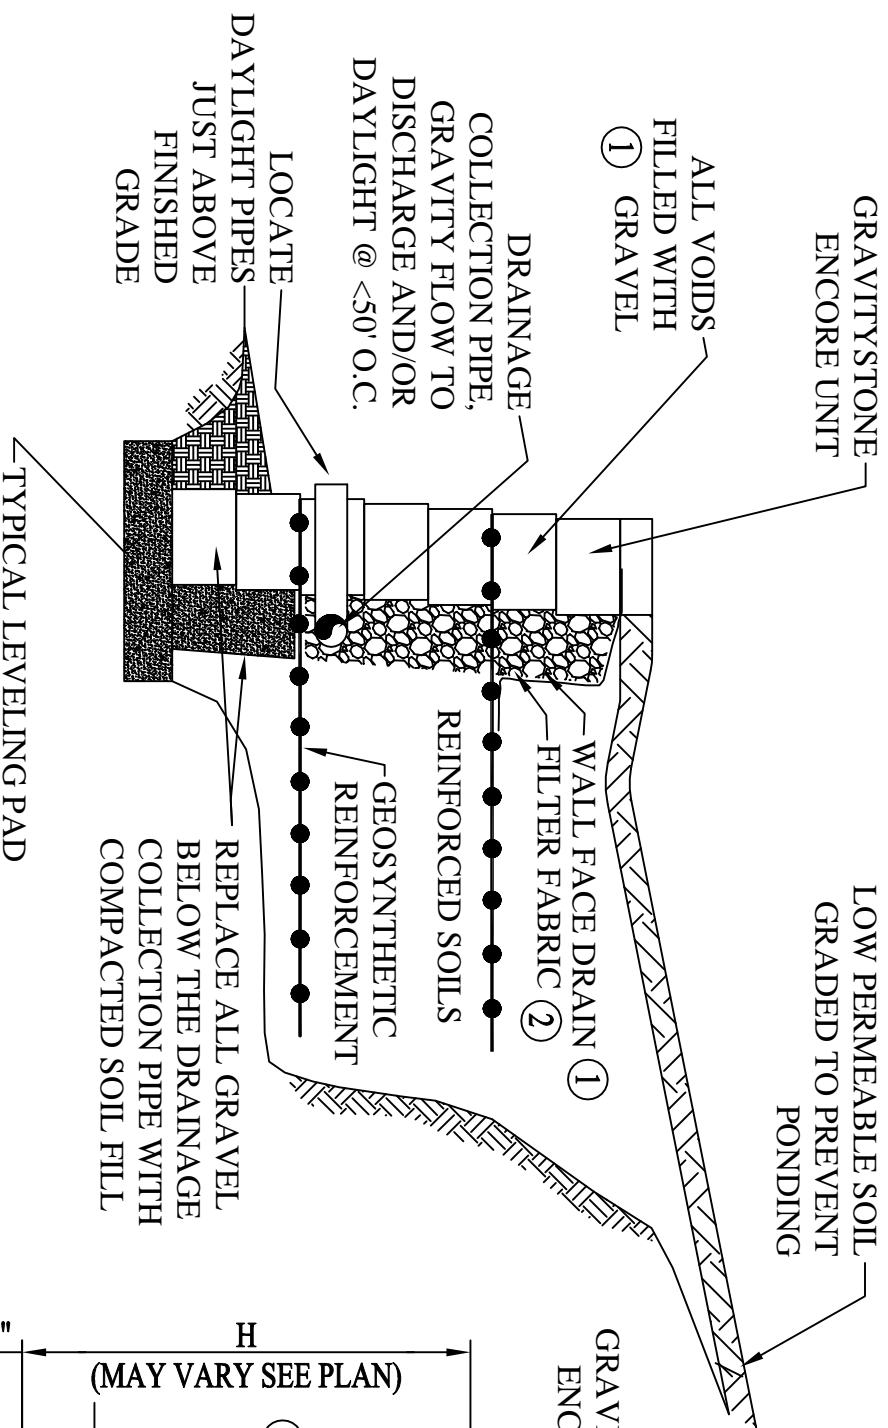 GRAVITYSTONE
ENCORE UNIT
ALL VOIDS
FILLED WITH
① GRAVEL
DRAINAGE
COLLECTION PIPE,
GRAVITY FLOW TO
DISCHARGE AND/OR
DAYLIGHT @ <50' O.C.
LOCATE
DAYLIGHT PIPES
JUST ABOVE
FINISHED
GRADE
LOW PERMEABLE SOIL
GRADED TO PREVENT
PONDING
WALL FACE DRAIN ①
FILTER FABRIC ②
REINFORCED SOILS
GEOSYNTHETIC
REINFORCEMENT
REPLACE ALL GRAVEL
BELOW THE DRAINAGE
COLLECTION PIPE WITH
COMPACTED SOIL FILL
TYPICAL LEVELING PAD
H
(MAY VARY SEE PLAN)
"